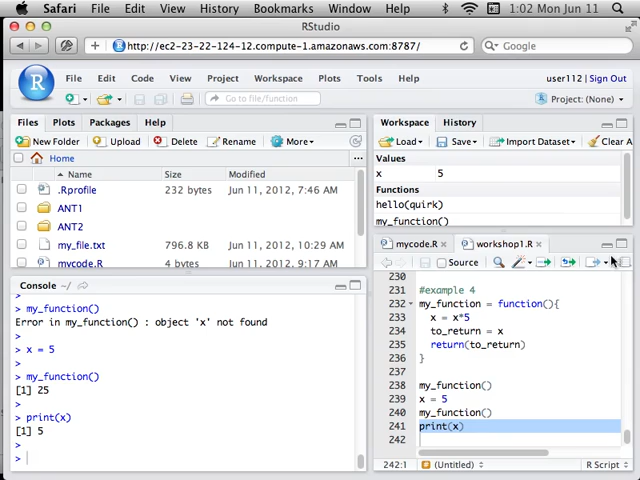 Safari File Edit View History Bookmarks Window Help 1:02 Mon Jun 11
RStudio
http://ec2-23-22-124-12.compute-1.amazonaws.com:8787/
Google
R File Edit Code View Project Workspace Plots Tools Help user112 | Sign Out
Go to file/function Project: (None)
Files Plots Packages Help
New Folder Upload Delete Rename More
Home ...
Name Size Modified
.Rprofile 232 bytes Jun 11, 2012, 7:46 AM
ANT1
ANT2
my_file.txt 796.8 KB Jun 11, 2012, 10:29 AM
mycode.R 4 bytes Jun 11, 2012, 9:17 AM
Console ~/
my_function()
Error in my_function() : object 'x' not found
>
> x = 5
>
> my_function()
[1] 25
>
> print(x)
[1] 5
>
>
Workspace History
Load Save Import Dataset Clear A
Values
x 5
Functions
hello(quirk)
my_function()
mycode.R workshop1.R
Source
230
231 #example 4
232 my_function = function(){
233 x = x*5
234 to_return = x
235 return(to_return)
236 }
237
238 my_function()
239 x = 5
240 my_function()
241 print(x)
242
242:1 (Untitled) R Script